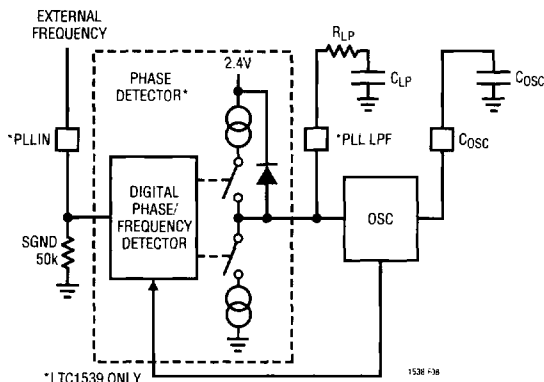 EXTERNAL
FREQUENCY
PHASE
DETECTOR*
2.4V
RLP
CLP
COSC
*PLLIN
*PLL LPF
COSC
DIGITAL
PHASE/
FREQUENCY
DETECTOR
OSC
SGND
50k
*LTC1539 ONLY
1538 F08